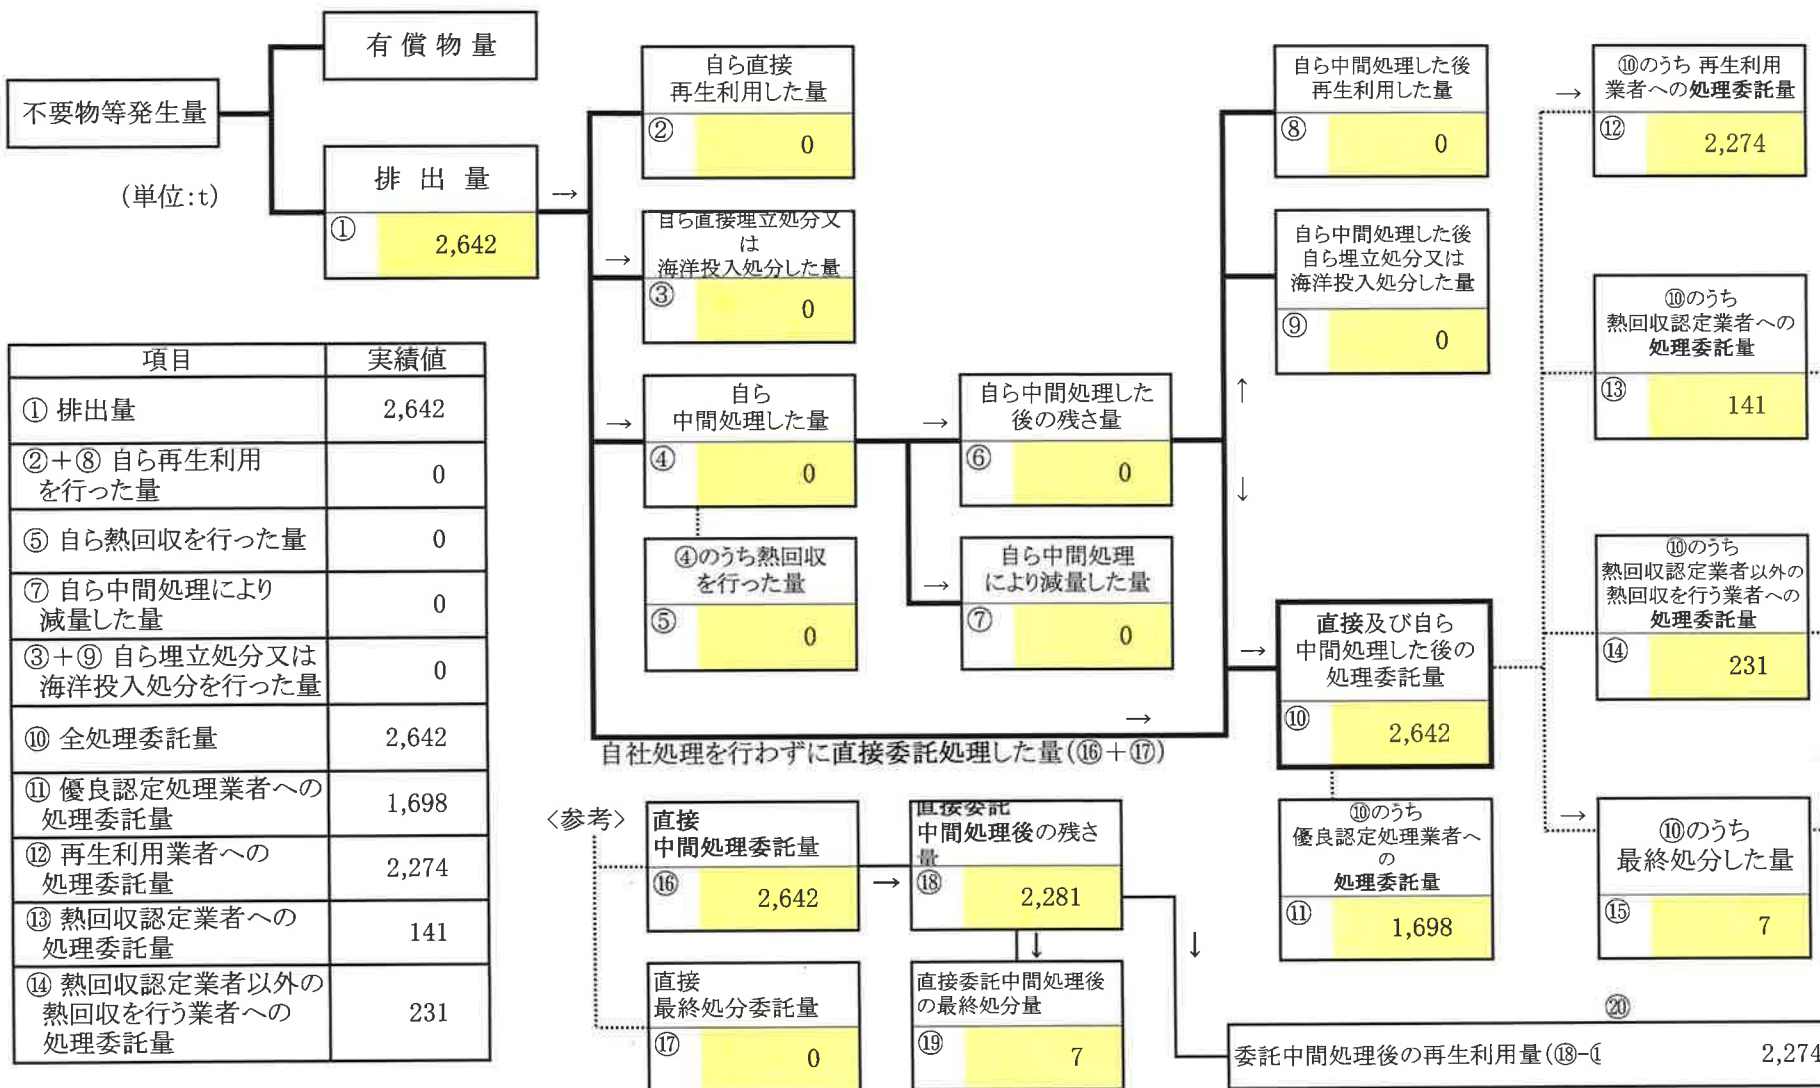 有償物量
不要物等発生量
(単位:t)
排出量
①
2,642
→
自ら直接
再生利用した量
②
0
→
自ら直接埋立処分又
は
海洋投入処分した量
③
0
→
自ら
中間処理した量
④
0
④のうち熱回収
を行った量
⑤
0
→
自ら中間処理した
後の残さ量
⑥
0
→
自ら中間処理
により減量した量
⑦
0
自ら中間処理した後
再生利用した量
⑧
0
自ら中間処理した後
自ら埋立処分又は
海洋投入処分した量
⑨
0
↑
↓
→
直接及び自ら
中間処理した後の
処理委託量
⑩
2,642
⑩のうち
優良認定処理業者へ
の
処理委託量
⑪
1,698
→
⑩のうち 再生利用
業者への処理委託量
⑫
2,274
⑩のうち
熱回収認定業者への
処理委託量
⑬
141
⑩のうち
熱回収認定業者以外の
熱回収を行う業者への
処理委託量
⑭
231
→
⑩のうち
最終処分した量
⑮
7
→
自社処理を行わずに直接委託処理した量(⑯+⑰)
〈参考〉
直接
中間処理委託量
⑯
2,642
→
直接委託
中間処理後の残さ
量
⑱
2,281
↓
↓
直接
最終処分委託量
⑰
0
直接委託中間処理後
の最終処分量
⑲
7
⑳
委託中間処理後の再生利用量(⑱-
2,274
項目 実績値
① 排出量 2,642
②+⑧ 自ら再生利用
を行った量 0
⑤ 自ら熱回収を行った量 0
⑦ 自ら中間処理により
減量した量 0
③+⑨ 自ら埋立処分又は
海洋投入処分を行った量 0
⑩ 全処理委託量 2,642
⑪ 優良認定処理業者への
処理委託量 1,698
⑫ 再生利用業者への
処理委託量 2,274
⑬ 熱回収認定業者への
処理委託量 141
⑭ 熱回収認定業者以外の
熱回収を行う業者への
処理委託量 231